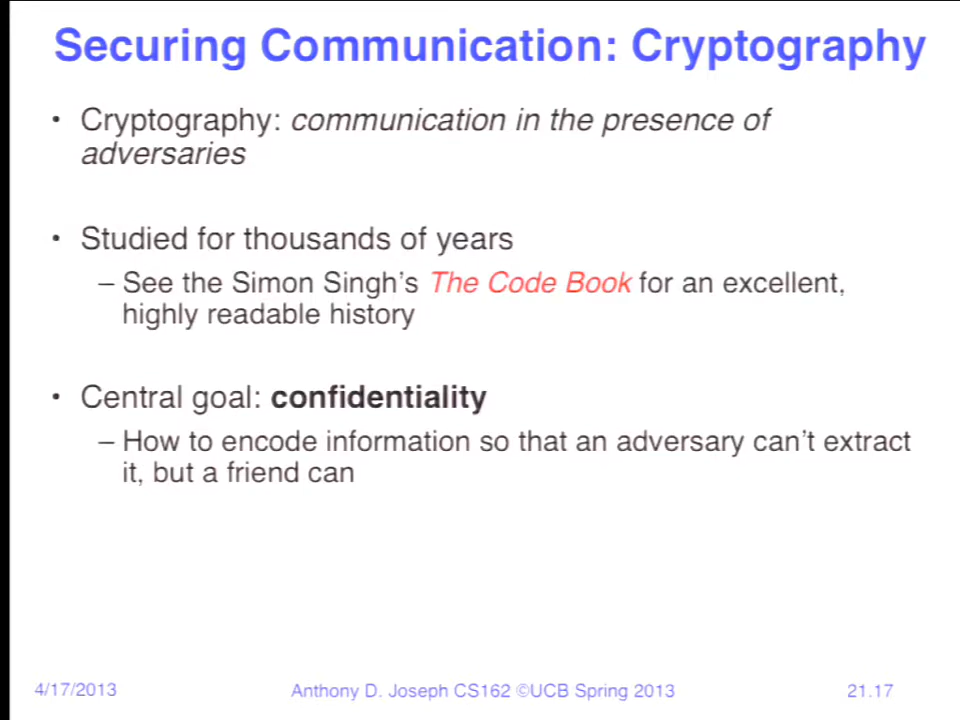 Securing Communication: Cryptography
• Cryptography: communication in the presence of
adversaries
• Studied for thousands of years
– See the Simon Singh's The Code Book for an excellent,
highly readable history
• Central goal: confidentiality
– How to encode information so that an adversary can't extract
it, but a friend can
4/17/2013 Anthony D. Joseph CS162 ©UCB Spring 2013 21.17